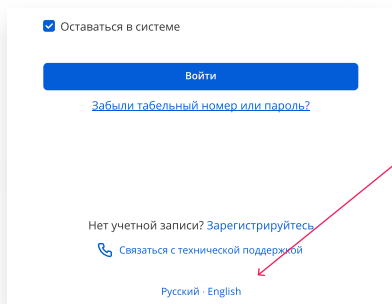 Оставаться в системе
Войти
Забыли табельный номер или пароль?
Нет учетной записи? Зарегистрируйтесь
Связаться с технической поддержкой
Русский · English